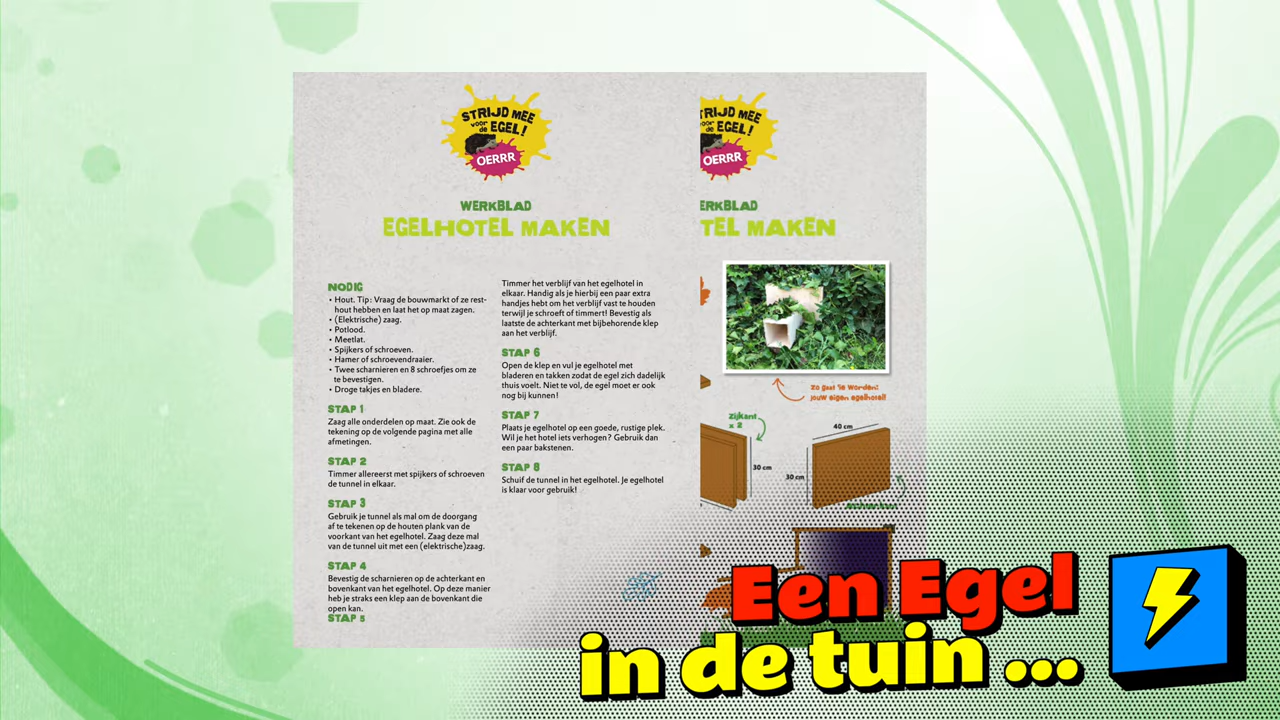 STRIJD MEE
voor
de EGEL!
OERRR
WERKBLAD
EGELHOTEL MAKEN
NODIG
• Hout. Tip: Vraag de bouwmarkt of ze rest-
hout hebben en laat het op maat zagen.
• (Elektrische) zaag.
• Potlood.
• Meetlat.
• Spijkers of schroeven.
• Hamer of schroevendraaier.
• Twee scharnieren en 8 schroefjes om ze
te bevestigen.
• Droge takjes en bladere.
STAP 1
Zaag alle onderdelen op maat. Zie ook de
tekening op de volgende pagina met alle
afmetingen.
STAP 2
Timmer allereerst met spijkers of schroeven
de tunnel in elkaar.
STAP 3
Gebruik je tunnel als mal om de doorgang
af te tekenen op de houten plank van de
voorkant van het egelhotel. Zaag deze mal
van de tunnel uit met een (elektrische)zaag.
STAP 4
Bevestig de scharnieren op de achterkant en
bovenkant van het egelhotel. Op deze manier
heb je straks een klep aan de bovenkant die
open kan.
STAP 5
Timmer het verblijf van het egelhotel in
elkaar. Handig als je hierbij een paar extra
handjes hebt om het verblijf vast te houden
terwijl je schroeft of timmert! Bevestig als
laatste de achterkant met bijbehorende klep
aan het verblijf.
STAP 6
Open de klep en vul je egelhotel met
bladeren en takken zodat de egel zich dadelijk
thuis voelt. Niet te vol, de egel moet er ook
nog bij kunnen!
STAP 7
Plaats je egelhotel op een goede, rustige plek.
Wil je het hotel iets verhogen? Gebruik dan
een paar bakstenen.
STAP 8
Schuif de tunnel in het egelhotel. Je egelhotel
is klaar voor gebruik!
TRIJD MEE
voor
de EGEL!
OERRR
ERKBLAD
TEL MAKEN
Zo gaat 'ie worden:
jouw eigen egelhotel!
Zijkant
x 2
30 cm
40 cm
30 cm
Achterkant
Een Egel
in de tuin ...